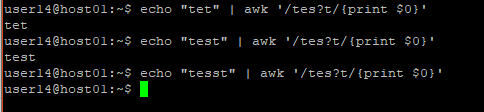 user14@host01:~$ echo "tet" | awk '/tes?t/{print $0}'
tet
user14@host01:~$ echo "test" | awk '/tes?t/{print $0}'
test
user14@host01:~$ echo "tesst" | awk '/tes?t/{print $0}'
user14@host01:~$